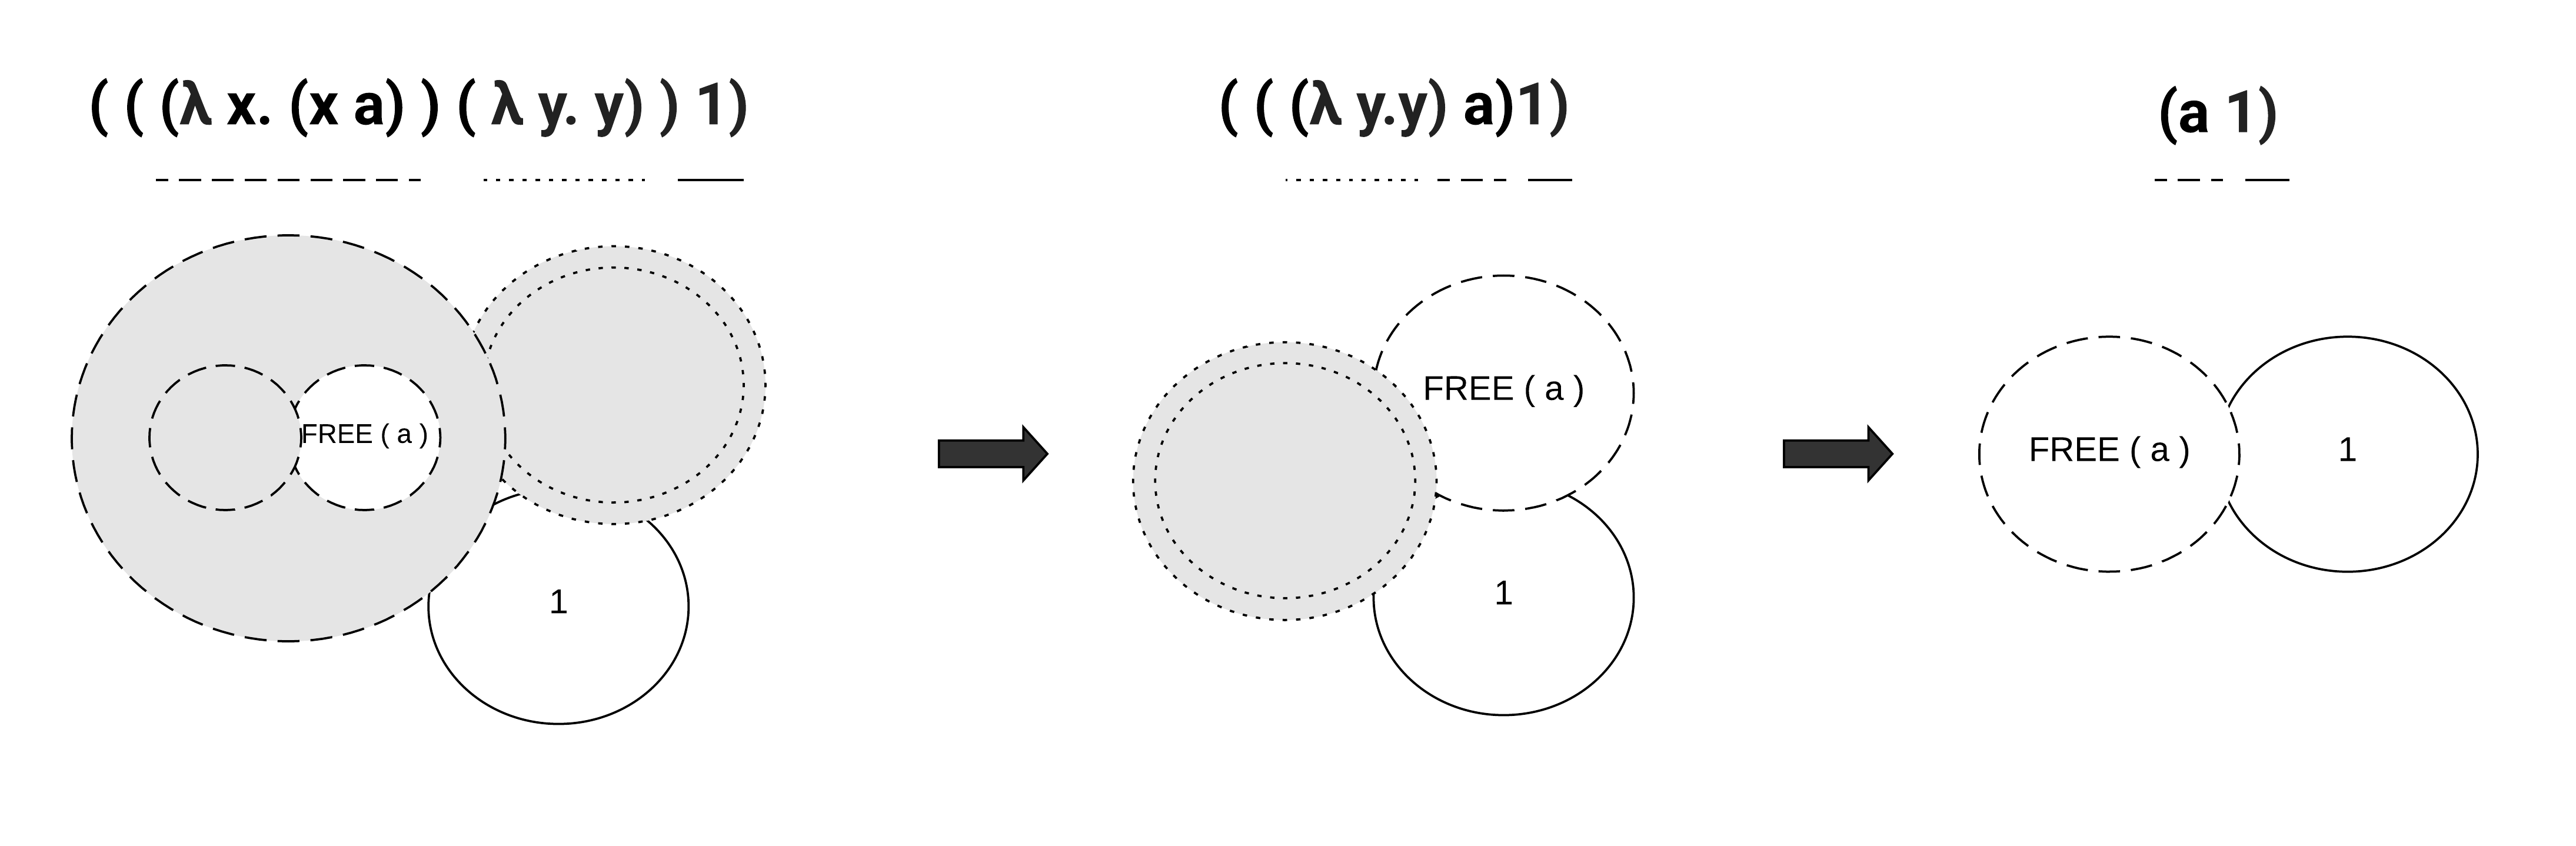 ( ( (λ x. (x a) ) ( λ y. y) ) 1)
( ( (λ y.y) a)1)
(a 1)
FREE ( a )
1
FREE ( a )
1
FREE ( a )
1